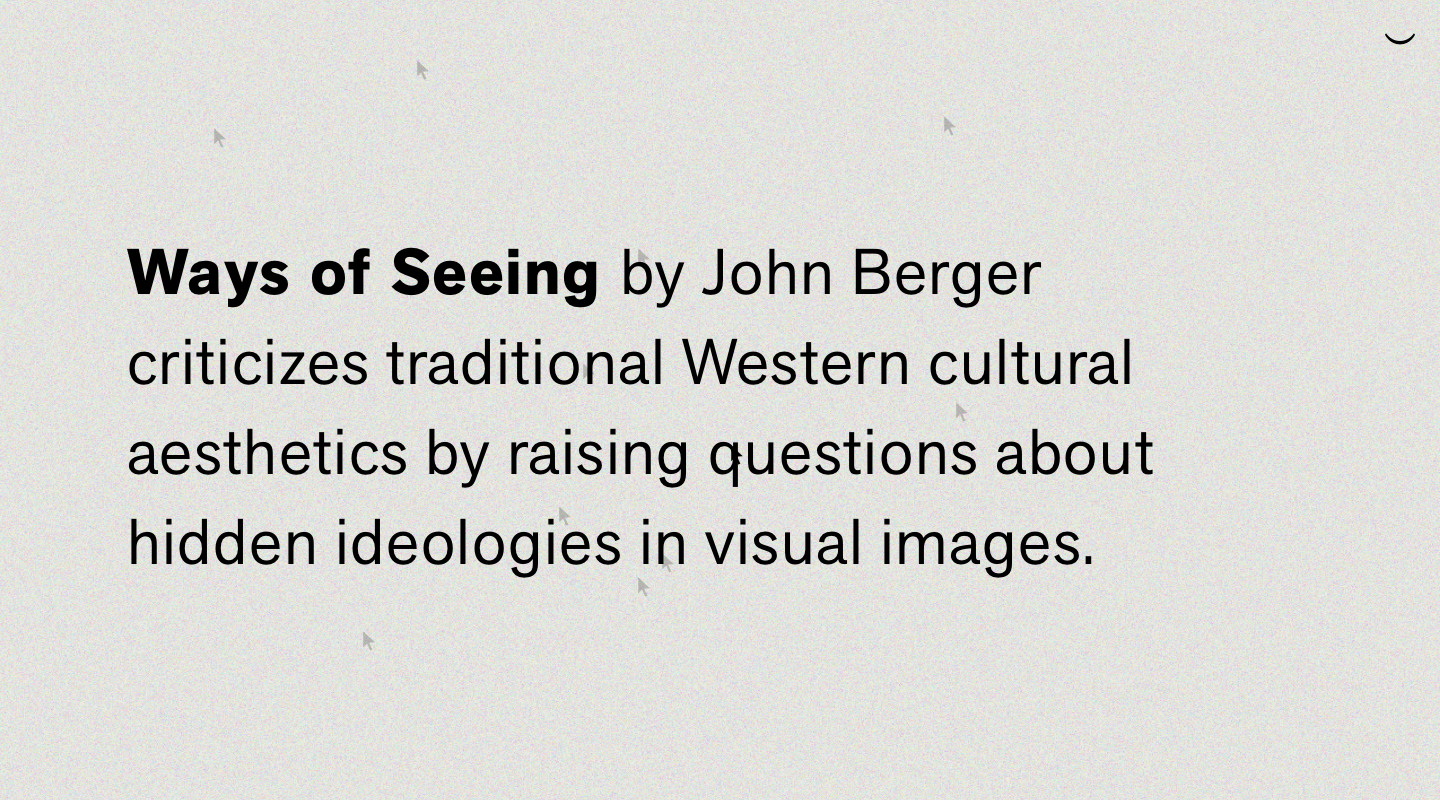 Ways of Seeing by John Berger
criticizes traditional Western cultural
aesthetics by raising questions about
hidden ideologies in visual images.